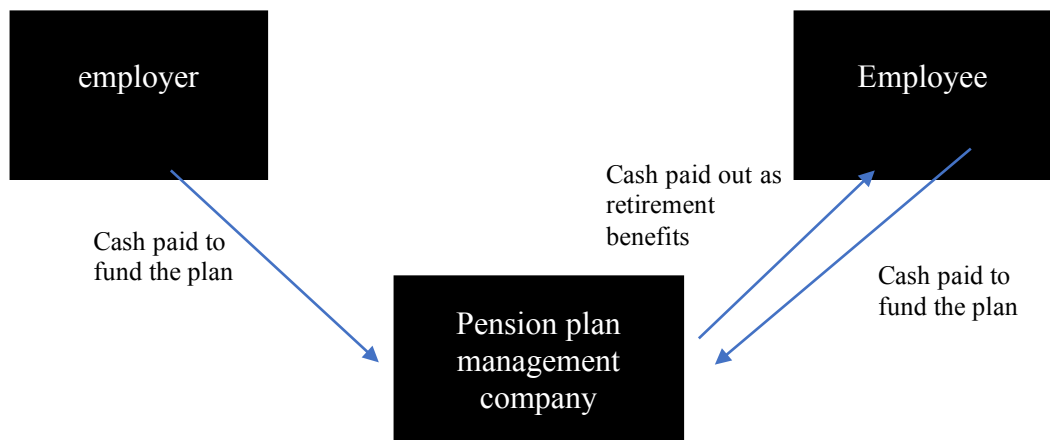 employer
Employee
Cash paid out as
retirement
benefits
Cash paid to
fund the plan
Cash paid to
fund the plan
Pension plan
management
company